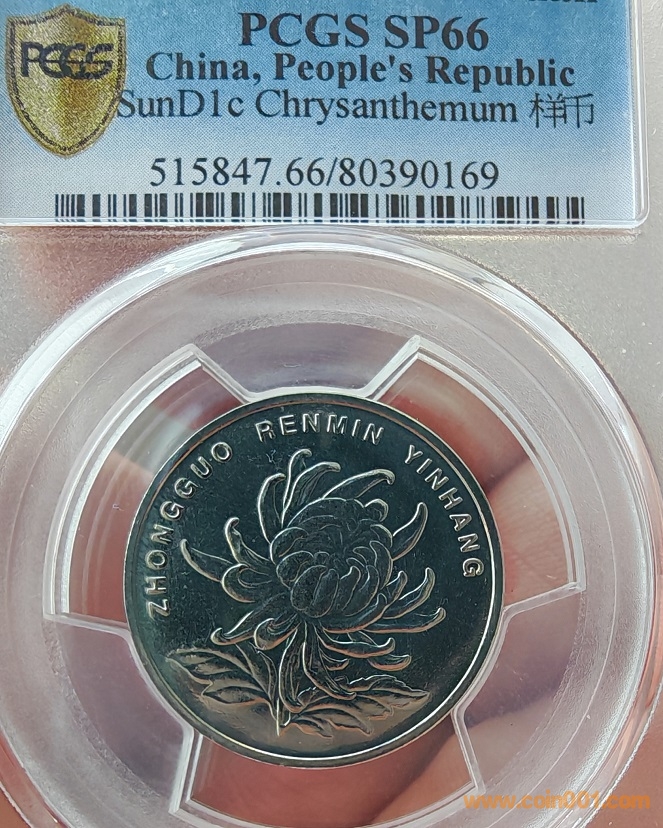 PCGS
PCGS SP66
China, People's Republic
SunD1c Chrysanthemum 样币
515847.66/80390169
ZHONGGUO RENMIN YINHANG
www.coin001.com